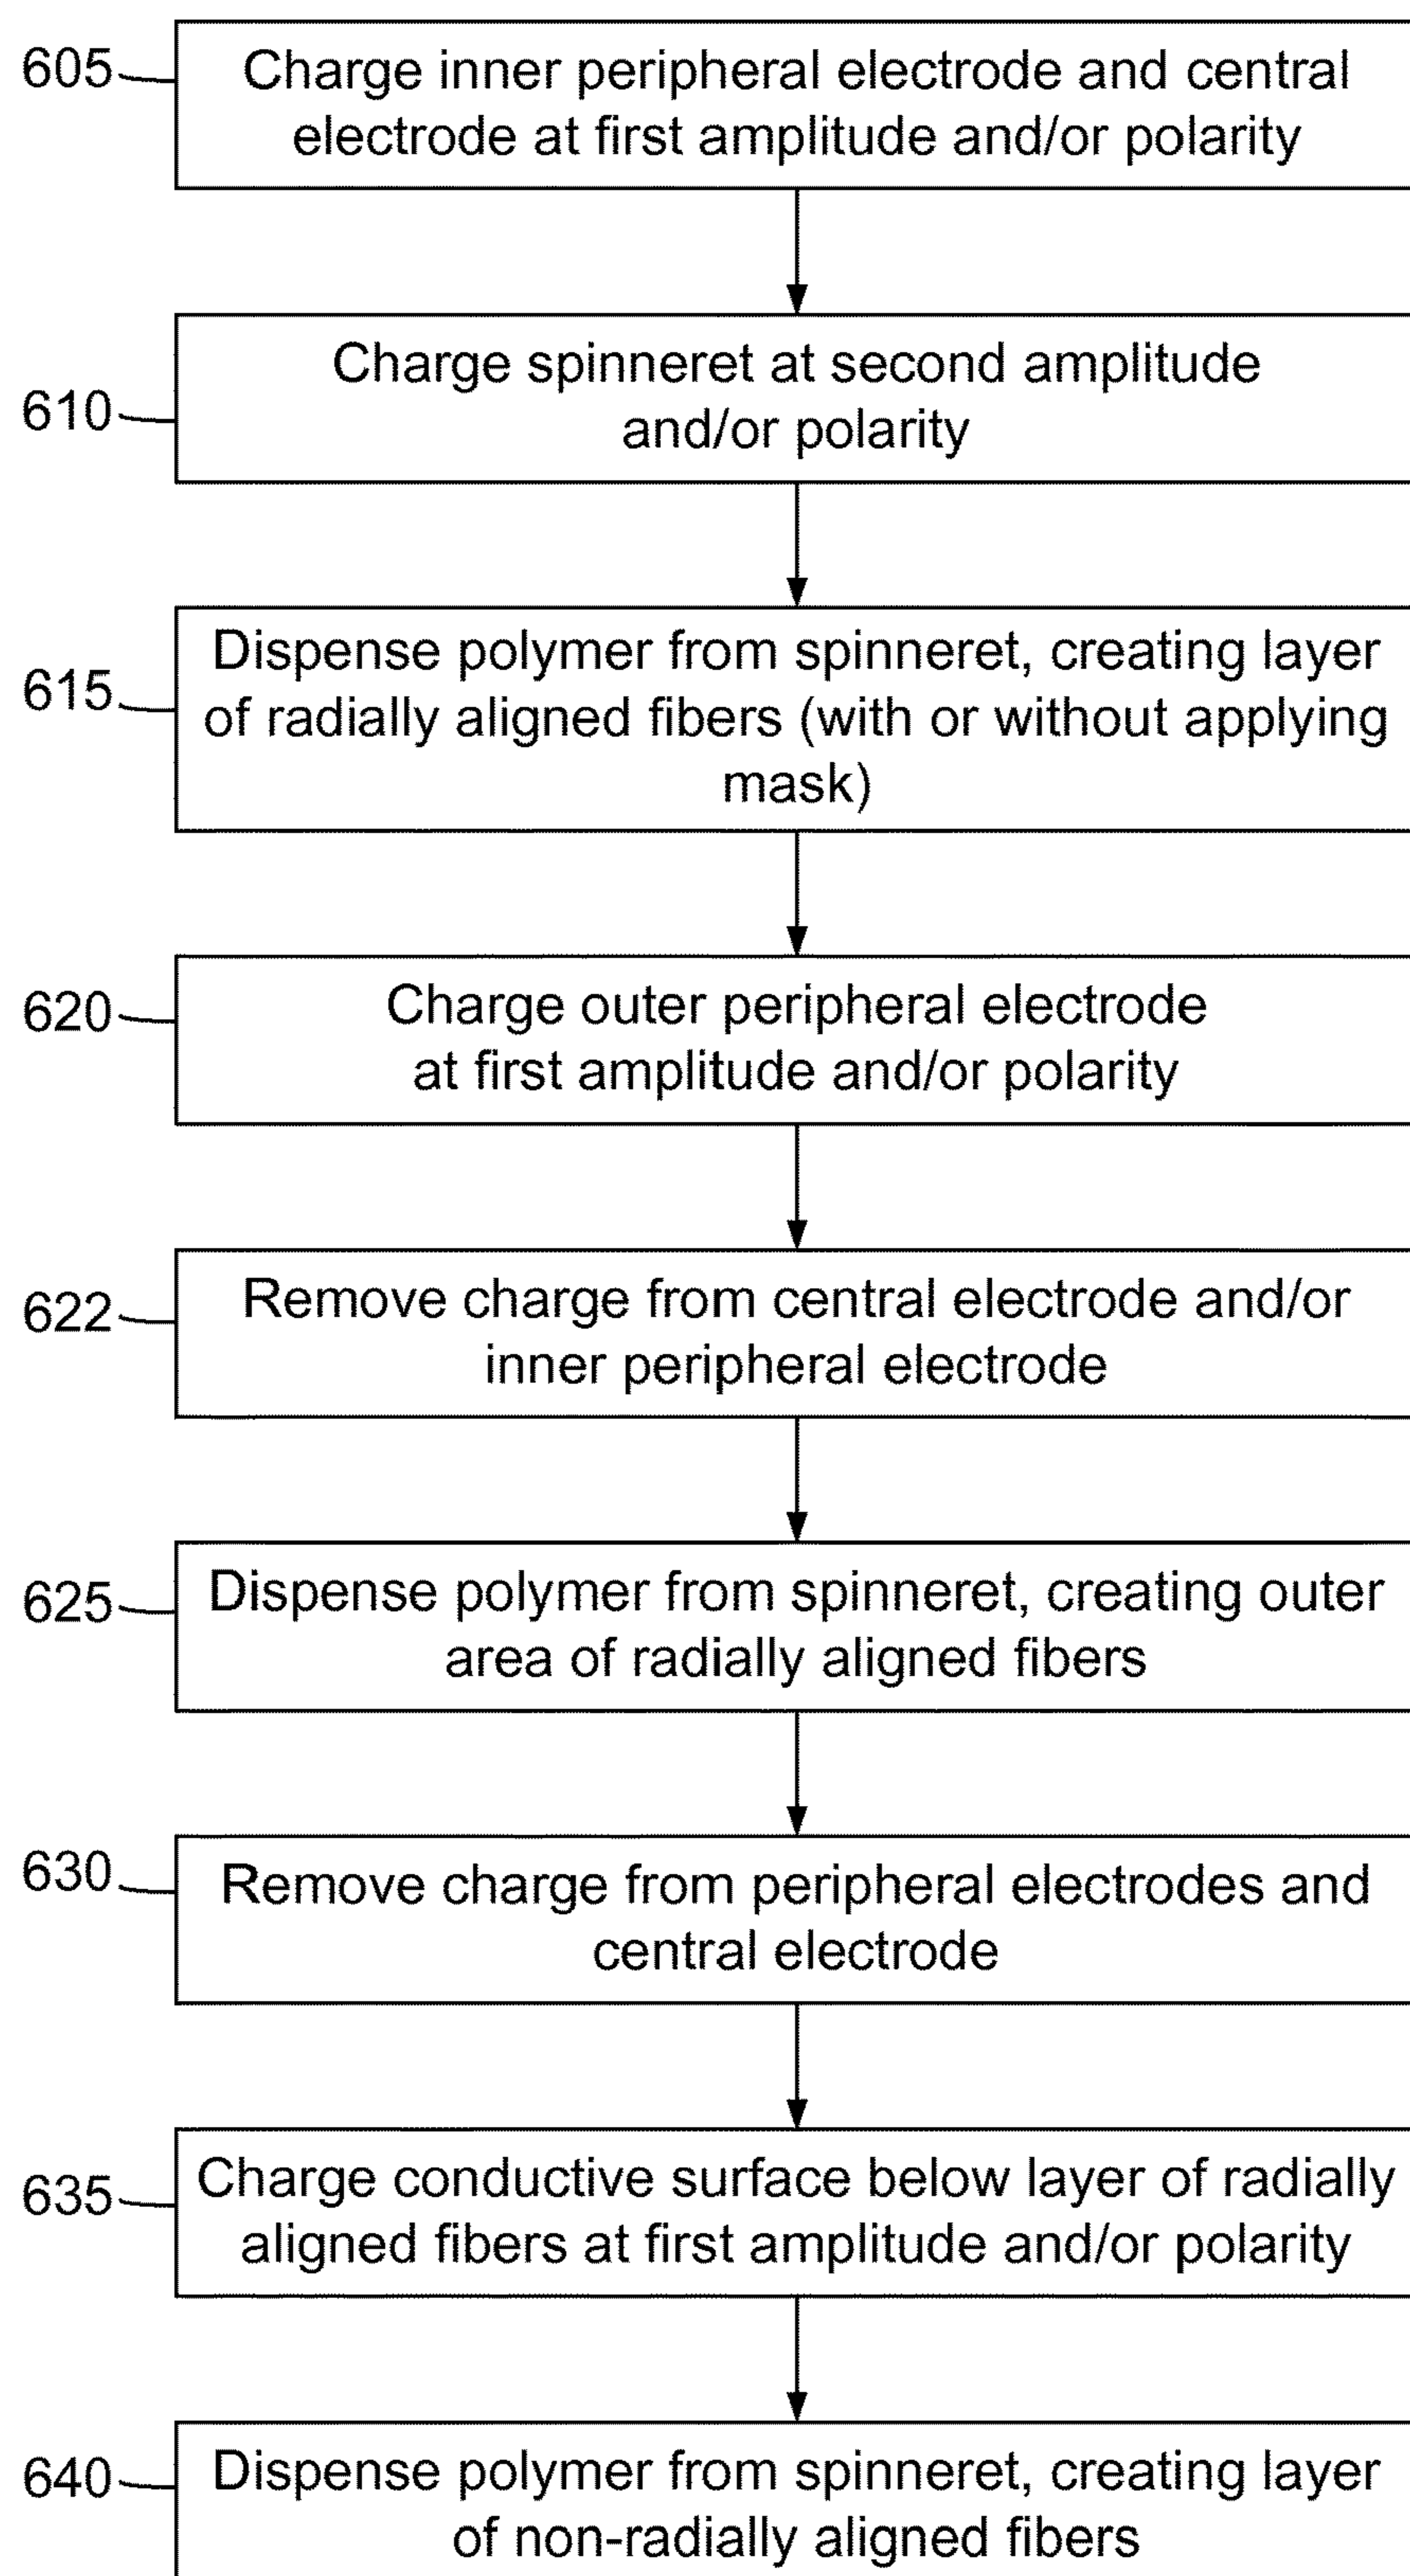 605
Charge inner peripheral electrode and central
electrode at first amplitude and/or polarity
610
Charge spinneret at second amplitude
and/or polarity
615
Dispense polymer from spinneret, creating layer
of radially aligned fibers (with or without applying
mask)
620
Charge outer peripheral electrode
at first amplitude and/or polarity
622
Remove charge from central electrode and/or
inner peripheral electrode
625
Dispense polymer from spinneret, creating outer
area of radially aligned fibers
630
Remove charge from peripheral electrodes and
central electrode
635
Charge conductive surface below layer of radially
aligned fibers at first amplitude and/or polarity
640
Dispense polymer from spinneret, creating layer
of non-radially aligned fibers